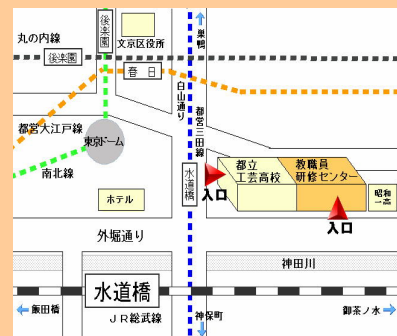 丸の内線
後楽園
後楽園
文京区役所
巣鴨
春日
白山通り
都営三田線
都営大江戸線
東京ドーム
南北線
水道橋
都立
工芸高校
教職員
研修センター
昭和
一高
ホテル
入口
入口
外堀通り
神田川
水道橋
飯田橋
JR総武線
神保町
御茶ノ水